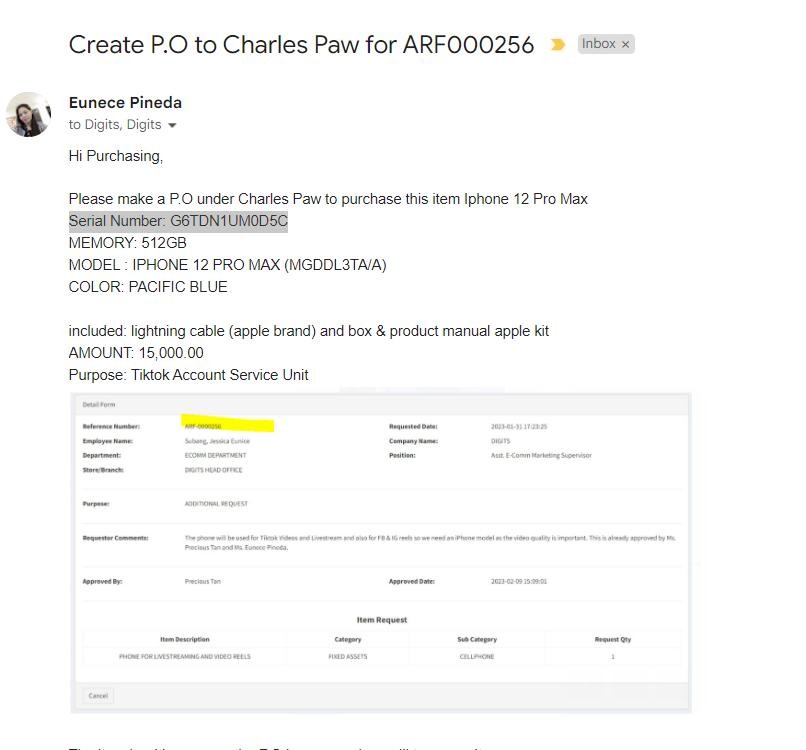 Create P.O to Charles Paw for ARF000256 Inbox ×
Eunece Pineda
to Digits, Digits
Hi Purchasing,
Please make a P.O under Charles Paw to purchase this item Iphone 12 Pro Max
Serial Number: G6TDN1UM0D5C
MEMORY: 512GB
MODEL : IPHONE 12 PRO MAX (MGDDL3TA/A)
COLOR: PACIFIC BLUE
included: lightning cable (apple brand) and box & product manual apple kit
AMOUNT: 15,000.00
Purpose: Tiktok Account Service Unit
Detail Form
Reference Number: ARF-0000256 Requested Date: 2023-01-31 17:23:25
Employee Name: Subang, Jessica Eunice Company Name: DIGITS
Department: ECOMM DEPARTMENT Position: Asst. E-Comm Marketing Supervisor
Store/Branch: DIGITS HEAD OFFICE
Purpose: ADDITIONAL REQUEST
Requestor Comments: The phone will be used for Tiktok Videos and Livestream and also for FB & IG reels so we need an iPhone model as the video quality is important. This is already approved by Ms.
Precious Tan and Ms. Eunece Pineda.
Approved By: Precious Tan Approved Date: 2023-02-09 15:09:01
Item Request
Item Description Category Sub Category Request Qty
PHONE FOR LIVESTREAMING AND VIDEO REELS FIXED ASSETS CELLPHONE 1
Cancel